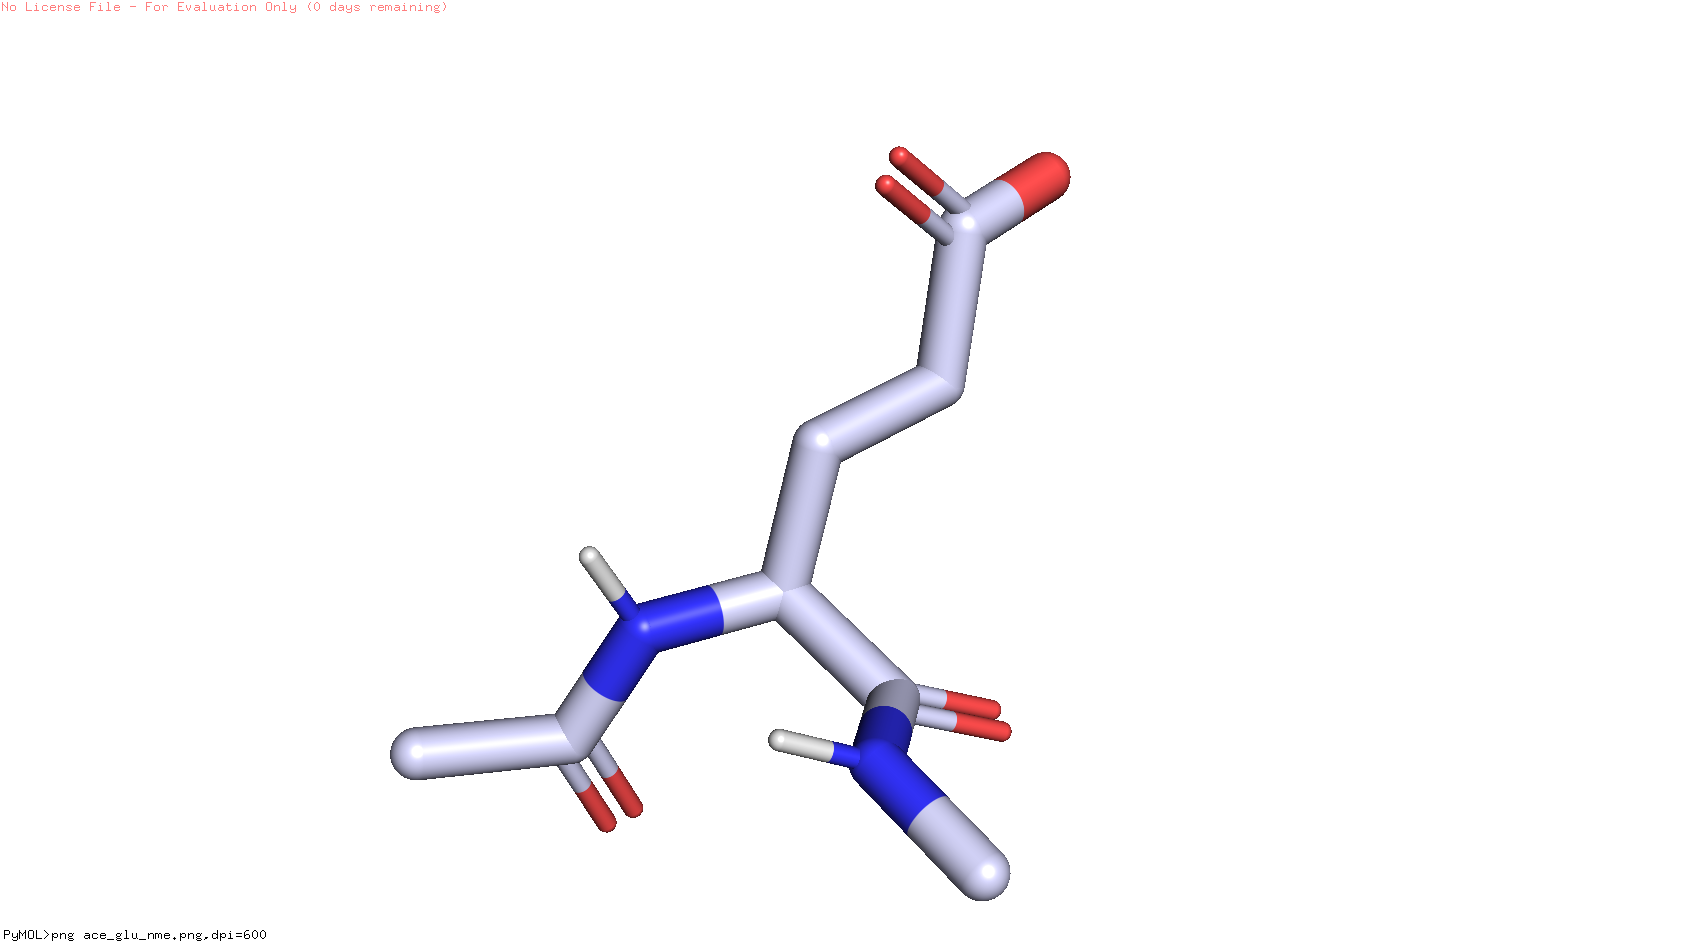 No License File - For Evaluation Only (0 days remaining)
PyMOL>png ace_glu_nme.png,dpi=600